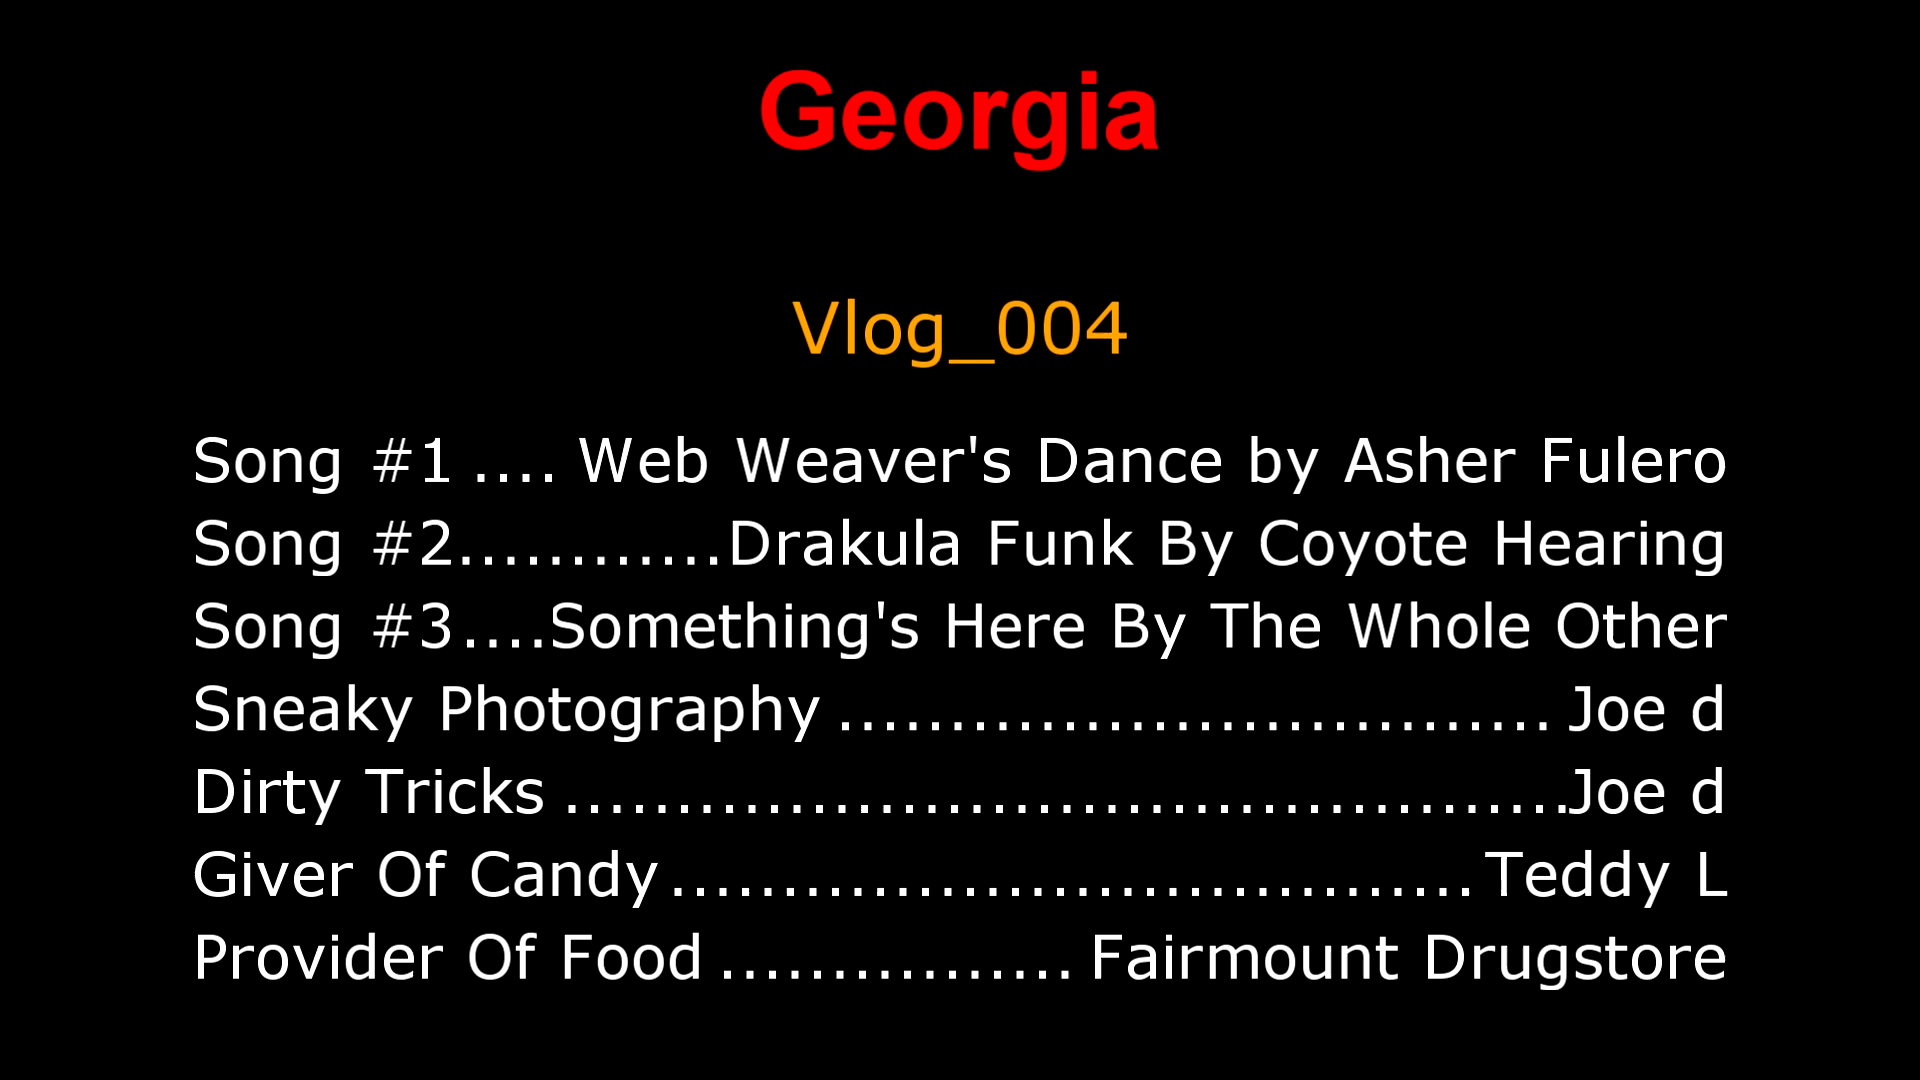 Georgia
Vlog_004
Song #1 .... Web Weaver's Dance by Asher Fulero
Song #2............Drakula Funk By Coyote Hearing
Song #3....Something's Here By The Whole Other
Sneaky Photography ................................ Joe d
Dirty Tricks .............................................Joe d
Giver Of Candy.................................... Teddy L
Provider Of Food ................ Fairmount Drugstore